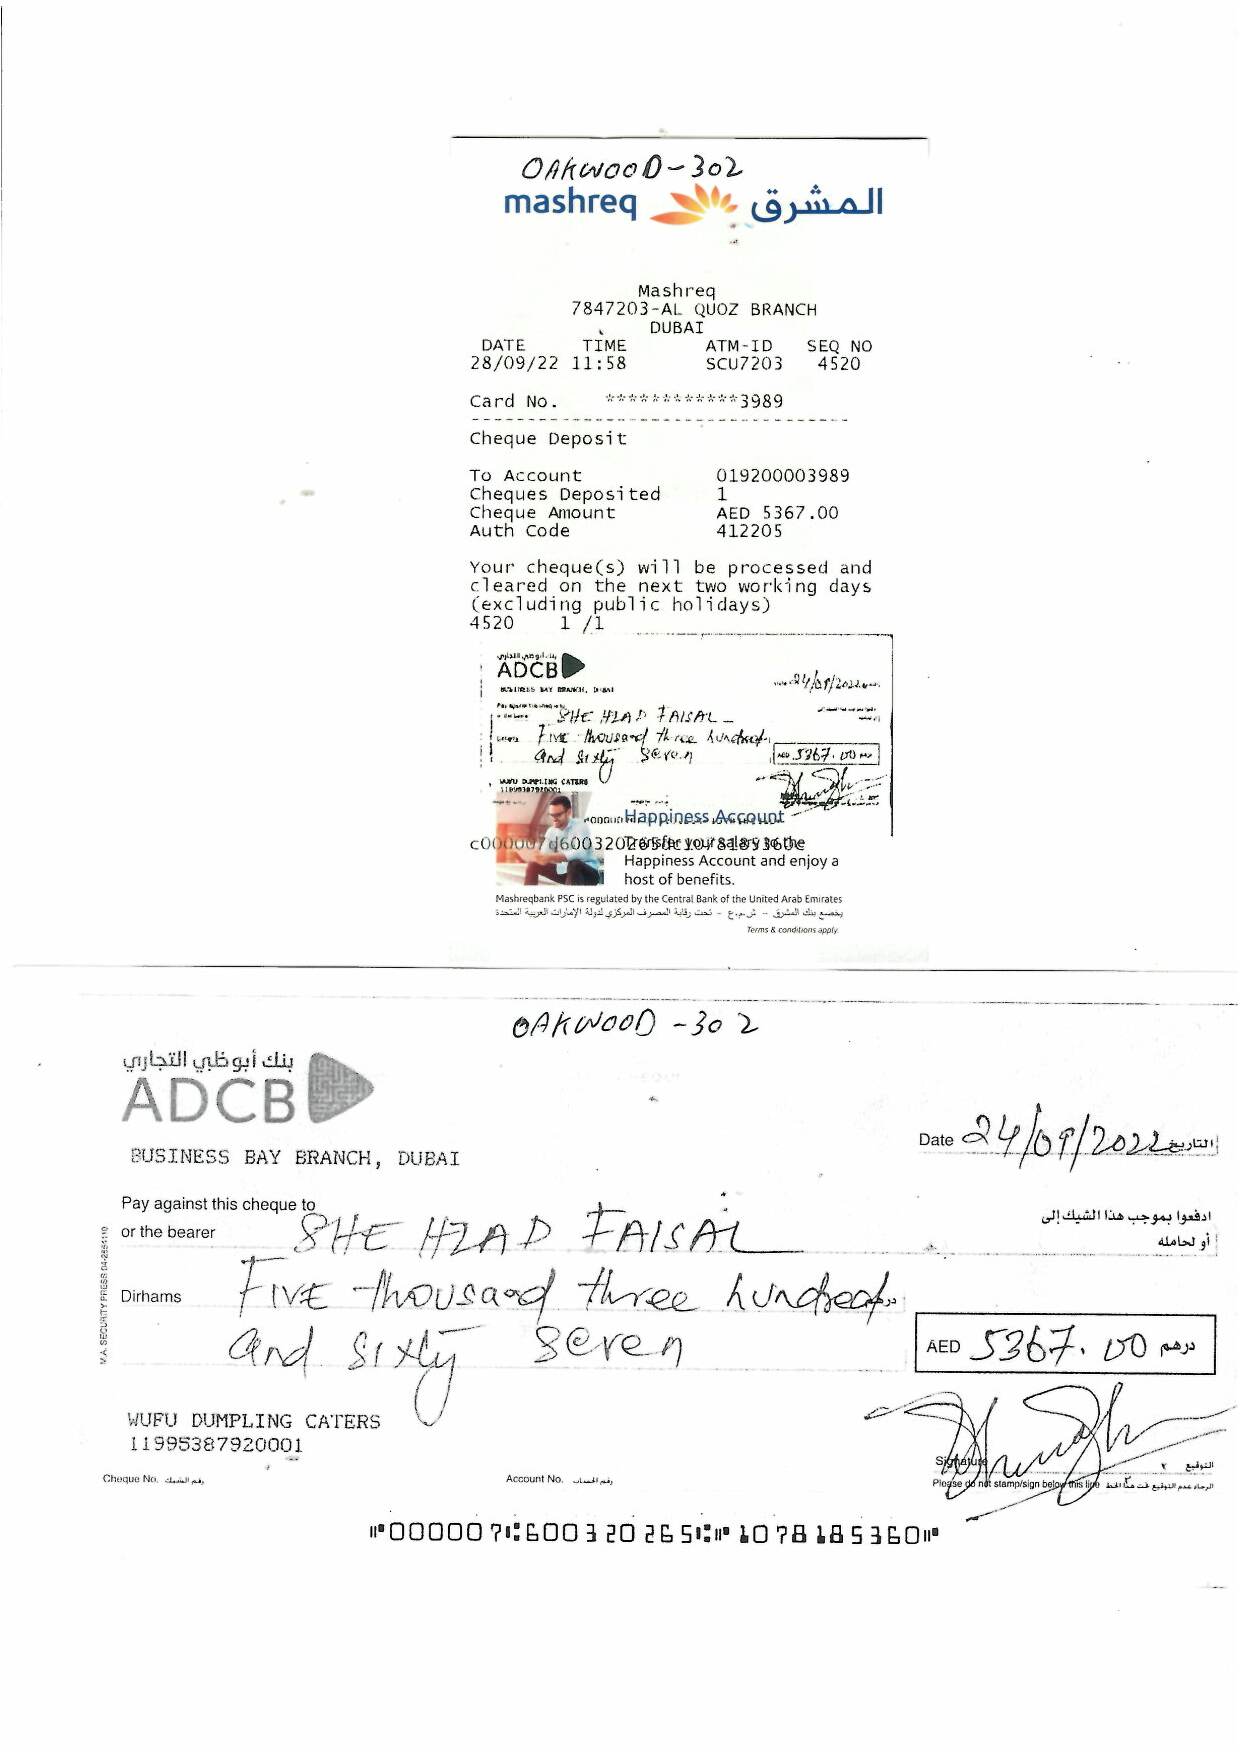 OAKWOOD-302
mashreq المشرق
Mashreq
7847203-AL QUOZ BRANCH
DUBAI
DATE TIME ATM-ID SEQ NO
28/09/22 11:58 SCU7203 4520
Card No. ************3989
Cheque Deposit
To Account 019200003989
Cheques Deposited 1
Cheque Amount AED 5367.00
Auth Code 412205
Your cheque(s) will be processed and
cleared on the next two working days
(excluding public holidays)
4520 1 /1
بنك أبوظبي التجاري
ADCB
BUSINESS BAY BRANCH, DUBAI
24/09/2022
SHEHZAD FAISAL
Five thousand three hundred
and sixty seven
AED 5367.00
WUFU DUMPLING CATERS
11995387920001
Happiness Account
Transfer your salary to the
Happiness Account and enjoy a
host of benefits.
Mashreqbank PSC is regulated by the Central Bank of the United Arab Emirates
يخضع بنك المشرق - ش.م.ع - تحت رقابة المصرف المركزي لدولة الإمارات العربية المتحدة
Terms & conditions apply.
OAKWOOD-302
بنك أبوظبي التجاري
ADCB
BUSINESS BAY BRANCH, DUBAI
Date 24/09/2022 التاريخ
Pay against this cheque to ادفعوا بموجب هذا الشيك إلى
or the bearer SHEHZAD FAISAL أو لحامله
Dirhams Five thousand three hundred درهم
and sixty seven
AED 5367.00 درهم
WUFU DUMPLING CATERS
11995387920001
Signature التوقيع
Cheque No. رقم الشيك Account No. رقم الحساب Please do not stamp/sign below this line الرجاء عدم التوقيع تحت هذا الخط
⑈000007⑆600320265⑆⑈1078185360⑈
M.A. SECURITY PRESS